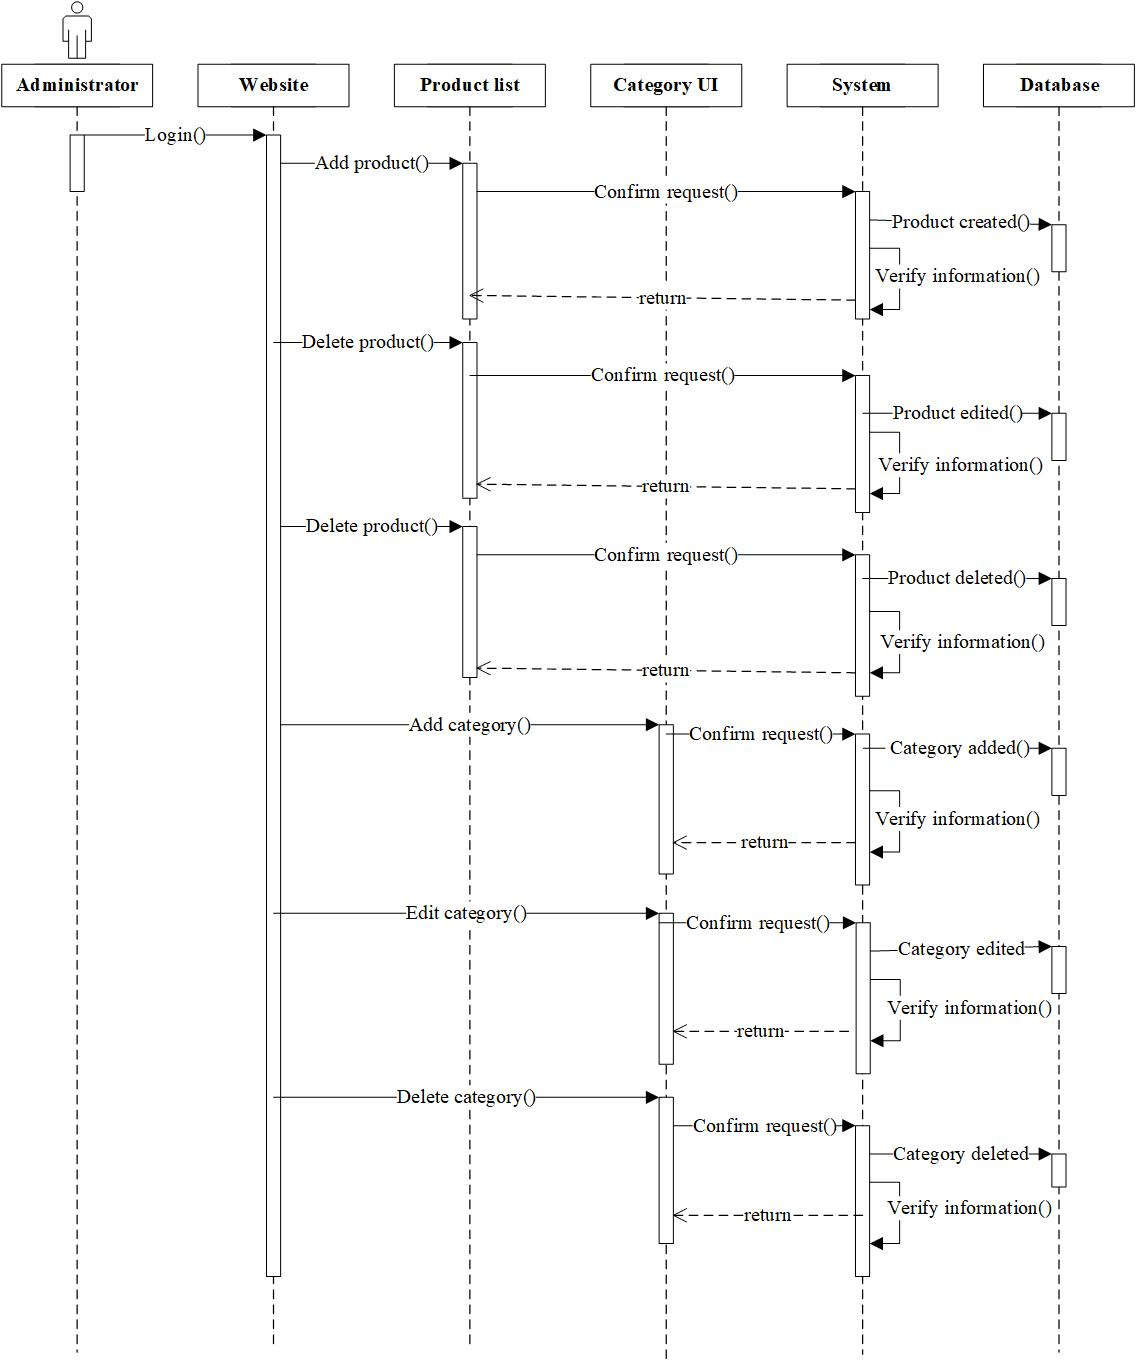 Administrator
Website
Product list
Category UI
System
Database
Login()
Add product()
Confirm request()
Product created()
Verify information()
return
Delete product()
Confirm request()
Product edited()
Verify information()
return
Delete product()
Confirm request()
Product deleted()
Verify information()
return
Add category()
Confirm request()
Category added()
Verify information()
return
Edit category()
Confirm request()
Category edited
Verify information()
return
Delete category()
Confirm request()
Category deleted
Verify information()
return